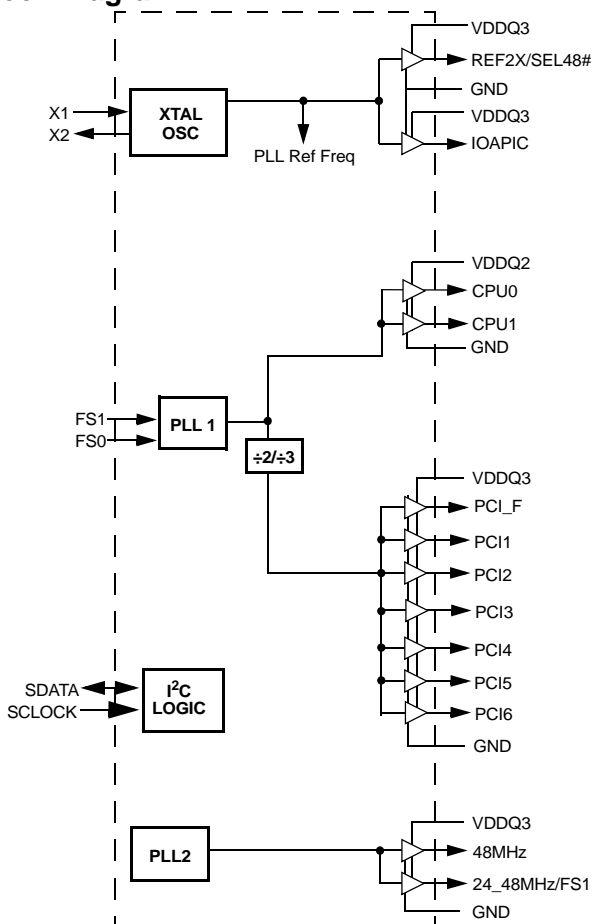 VDDQ3
REF2X/SEL48#
GND
X1
X2
XTAL
OSC
VDDQ3
IOAPIC
PLL Ref Freq
VDDQ2
CPU0
CPU1
GND
FS1
FS0
PLL 1
÷2/÷3
VDDQ3
PCI_F
PCI1
PCI2
PCI3
PCI4
PCI5
PCI6
GND
SDATA
SCLOCK
I²C
LOGIC
PLL2
VDDQ3
48MHz
24_48MHz/FS1
GND